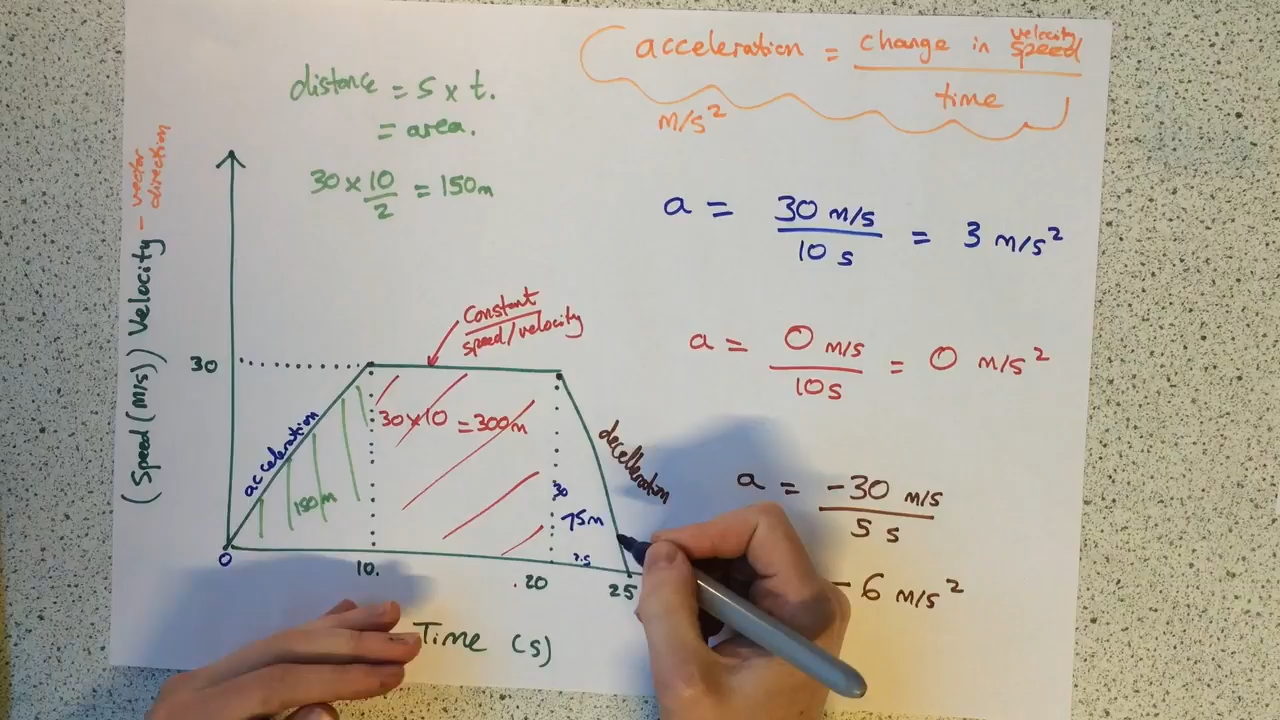 acceleration = change in velocity speed
time
m/s²
distance = s x t.
= area.
30 x 10/2 = 150m
- vector direction
(Speed (m/s)) Velocity
a = 30 m/s / 10 s = 3 m/s²
Constant
speed/velocity
a = 0 m/s / 10s = 0 m/s²
30
acceleration
30x10 = 300m
decelleration
150m
30
75m
2.5
a = -30 m/s / 5 s
- 6 m/s²
0
10.
.20
25
Time (s)